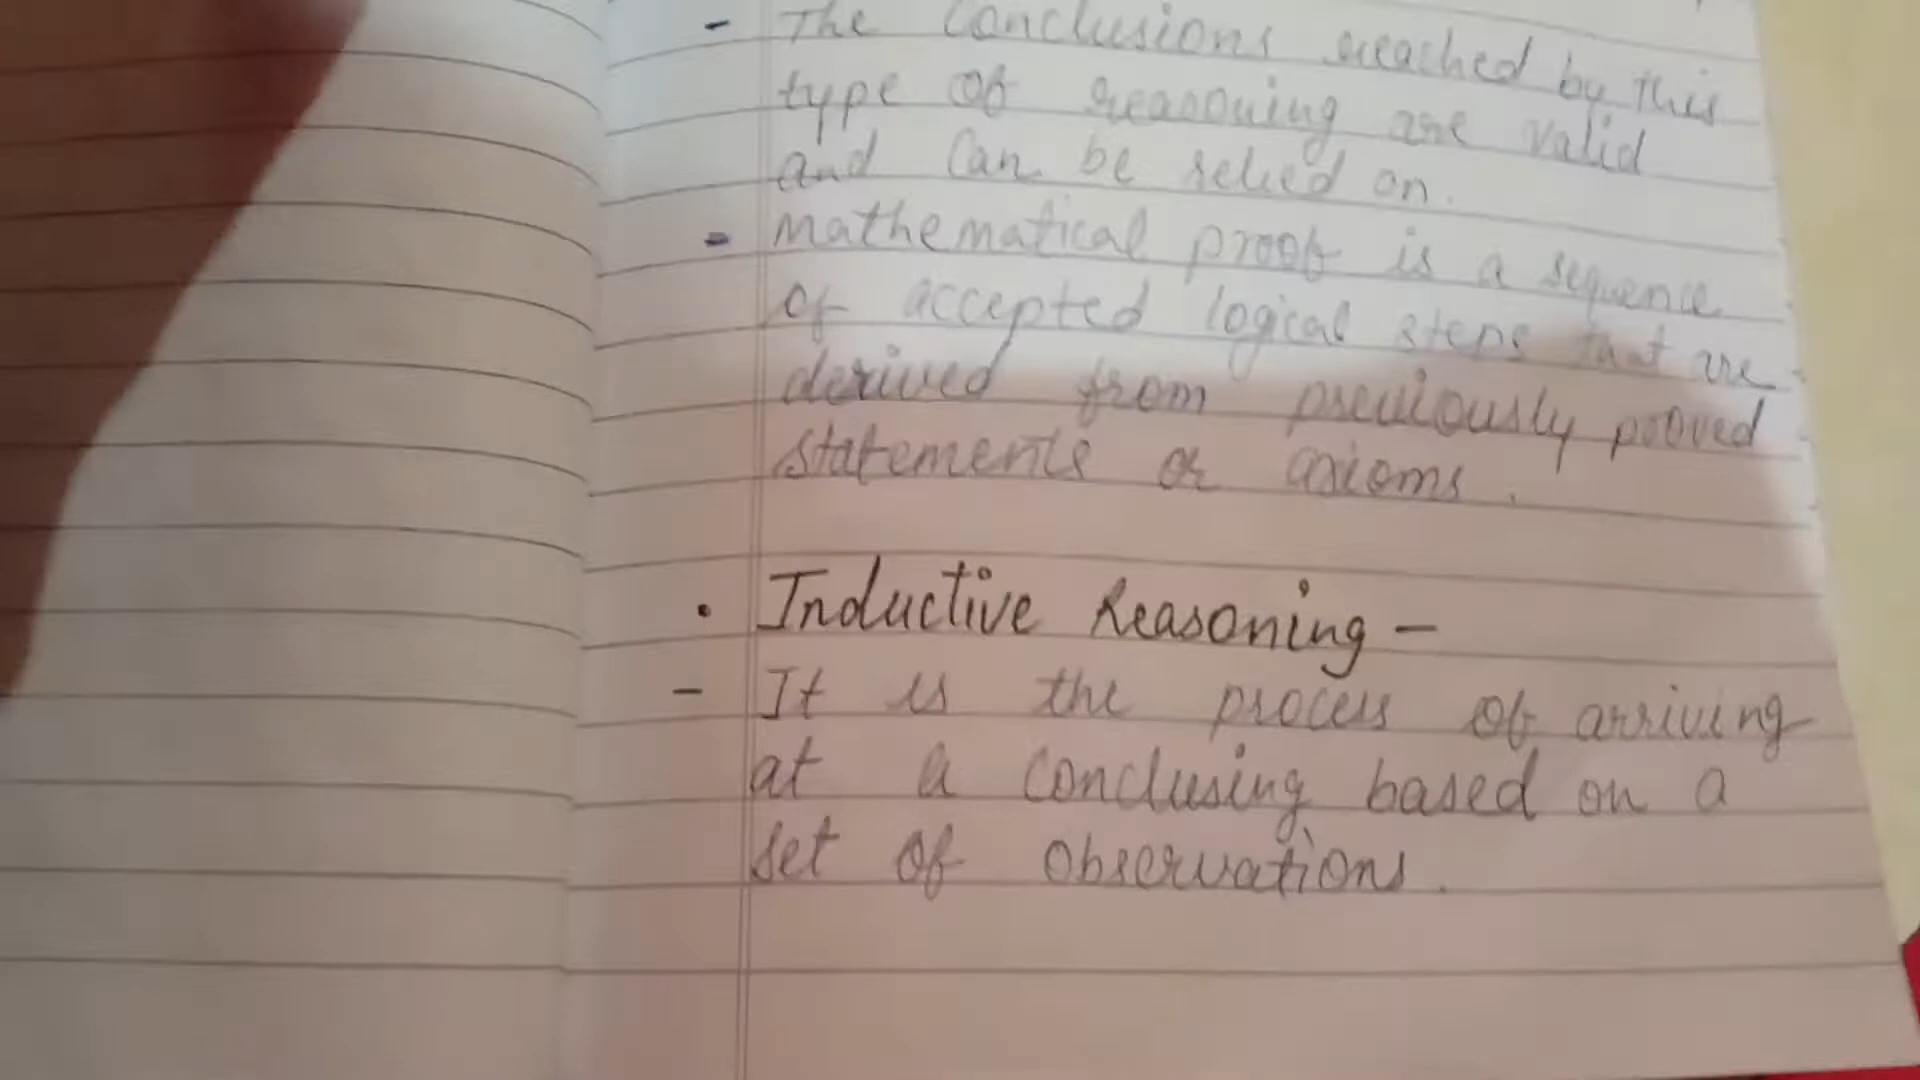 - The Conclusions reached by this
type of reasoning are valid
and can be relied on.
- mathematical proof is a sequence
of accepted logical steps that are
derived from previously proved
statements or axioms.
• Inductive Reasoning -
- It is the process of arriving
at a conclusing based on a
set of observations.